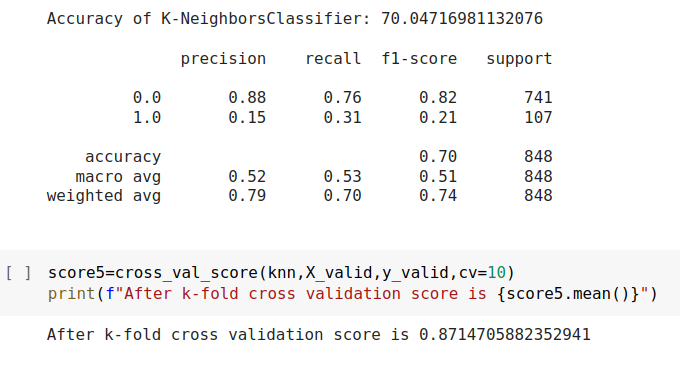 Accuracy of K-NeighborsClassifier: 70.04716981132076
precision recall f1-score support
0.0 0.88 0.76 0.82 741
1.0 0.15 0.31 0.21 107
accuracy 0.70 848
macro avg 0.52 0.53 0.51 848
weighted avg 0.79 0.70 0.74 848
[ ] score5=cross_val_score(knn,X_valid,y_valid,cv=10)
print(f"After k-fold cross validation score is {score5.mean()}")
After k-fold cross validation score is 0.8714705882352941